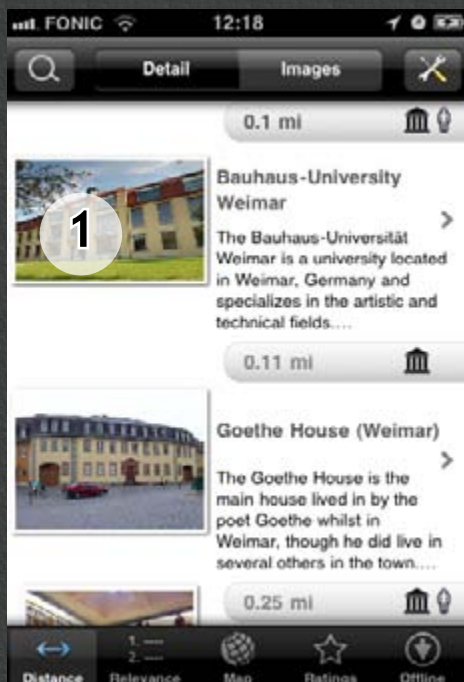 FONIC 12:18
Detail Images
0.1 mi
1
Bauhaus-University
Weimar
The Bauhaus-Universität
Weimar is a university located
in Weimar, Germany and
specializes in the artistic and
technical fields....
0.11 mi
Goethe House (Weimar)
The Goethe House is the
main house lived in by the
poet Goethe whilst in
Weimar, though he did live in
several others in the town....
0.25 mi
1. ----
2. ----
Distance Relevance Map Ratings Offline